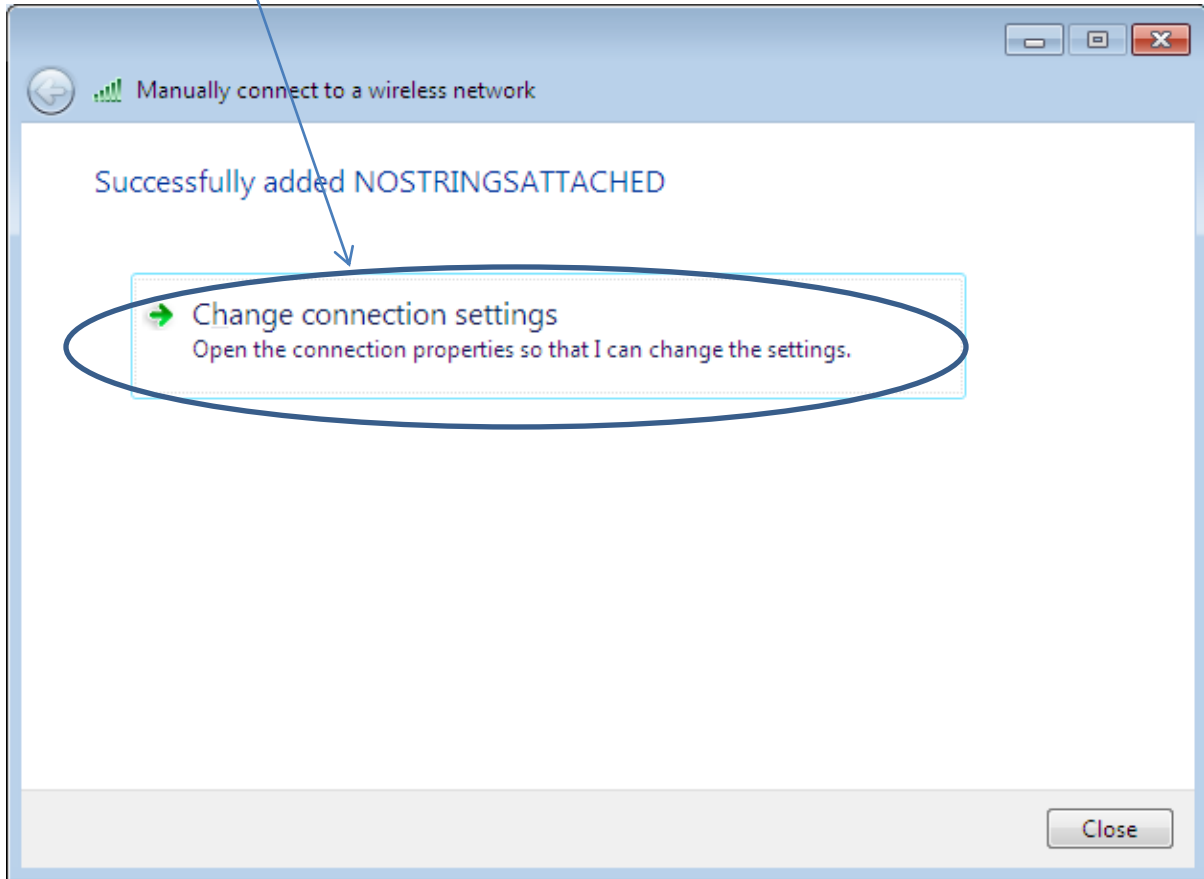 Manually connect to a wireless network
Successfully added NOSTRINGSATTACHED
Change connection settings
Open the connection properties so that I can change the settings.
Close